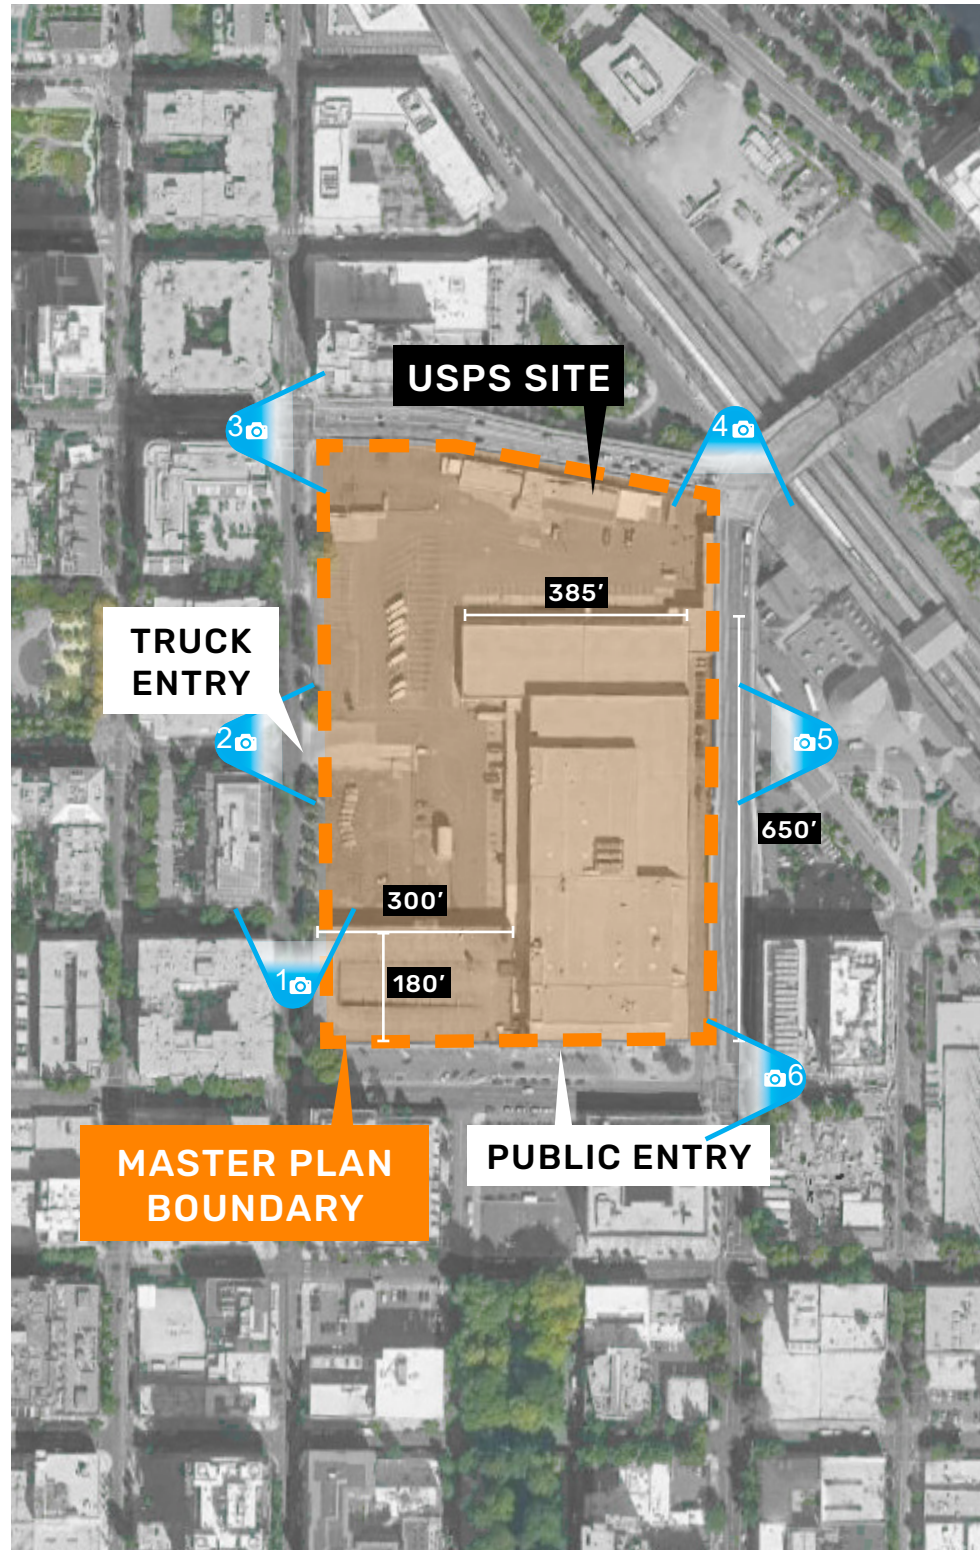 USPS SITE
3
4
385′
TRUCK
ENTRY
2
5
650′
300′
180′
1
6
MASTER PLAN
BOUNDARY
PUBLIC ENTRY